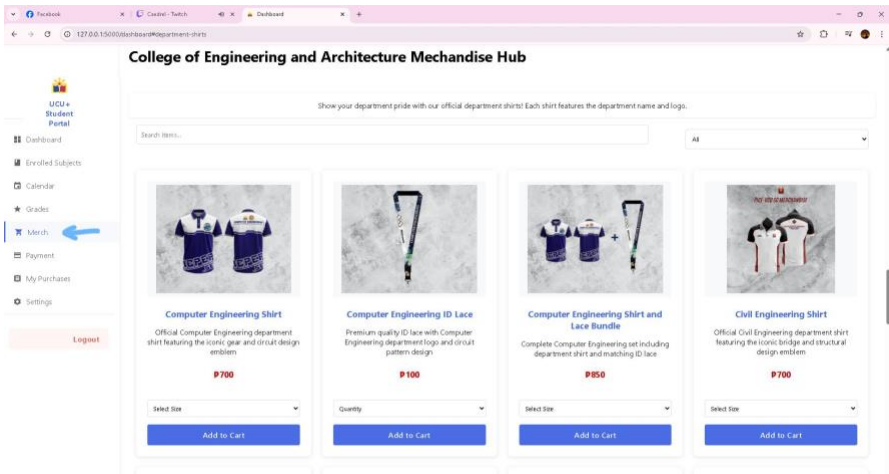 Facebook
Caedrel - Twitch
Dashboard
127.0.0.1:5000/dashboard#department-shirts
College of Engineering and Architecture Mechandise Hub
UCU+
Student
Portal
Show your department pride with our official department shirts! Each shirt features the department name and logo.
Dashboard
Search items...
All
Enrolled Subjects
Calendar
Grades
Merch
Payment
My Purchases
Settings
Logout
Computer Engineering Shirt
Official Computer Engineering department
shirt featuring the iconic gear and circuit design
emblem
₱700
Select Size
Add to Cart
Computer Engineering ID Lace
Premium quality ID lace with Computer
Engineering department logo and circuit
pattern design
₱100
Quantity
Add to Cart
Computer Engineering Shirt and
Lace Bundle
Complete Computer Engineering set including
department shirt and matching ID lace
₱850
Select Size
Add to Cart
Civil Engineering Shirt
Official Civil Engineering department shirt
featuring the iconic bridge and structural
design emblem
₱700
Select Size
Add to Cart